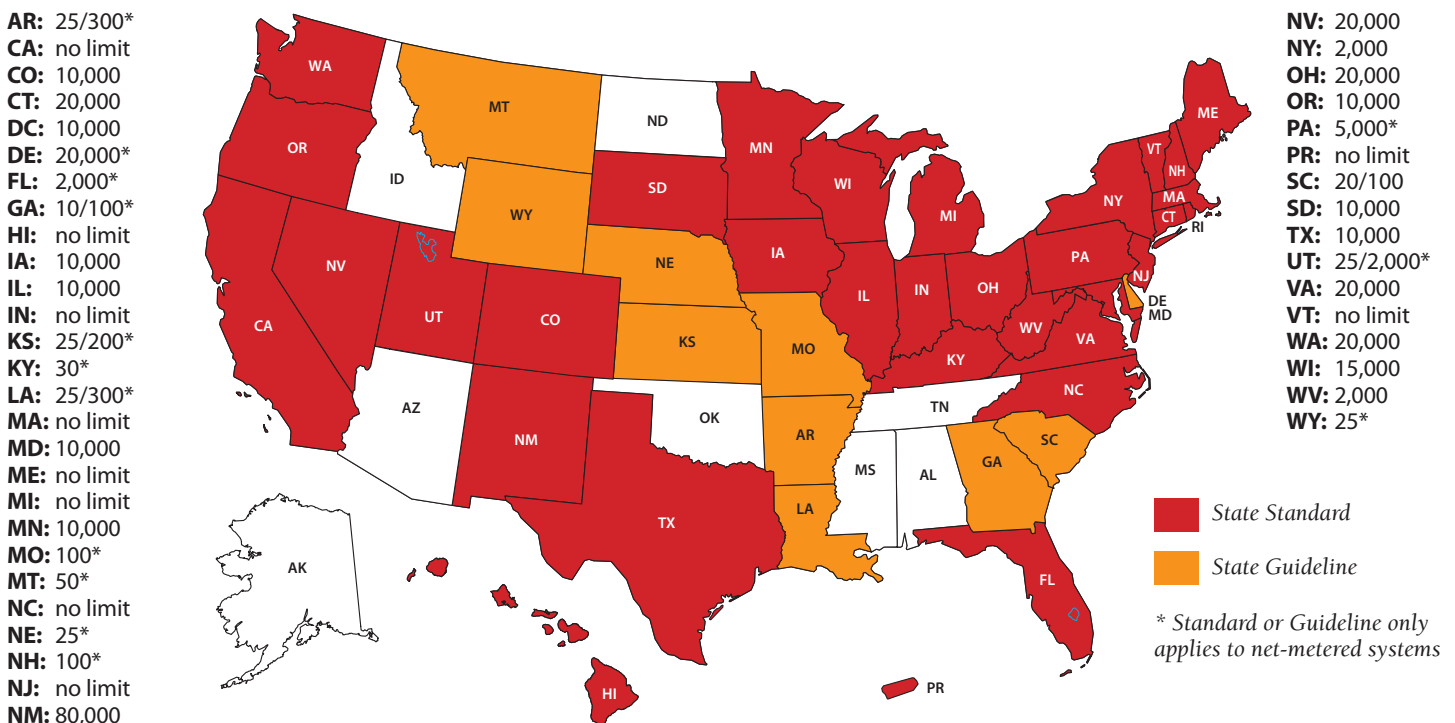 AR: 25/300*
CA: no limit
CO: 10,000
CT: 20,000
DC: 10,000
DE: 20,000*
FL: 2,000*
GA: 10/100*
HI: no limit
IA: 10,000
IL: 10,000
IN: no limit
KS: 25/200*
KY: 30*
LA: 25/300*
MA: no limit
MD: 10,000
ME: no limit
MI: no limit
MN: 10,000
MO: 100*
MT: 50*
NC: no limit
NE: 25*
NH: 100*
NJ: no limit
NM: 80,000
WA
MT
ND
MN
ME
OR
ID
SD
WI
VT
NH
WY
MI
NY
MA
CT
RI
NV
NE
IA
PA
NJ
CA
UT
CO
IL
IN
OH
DE
MD
KS
MO
WV
VA
KY
AZ
NM
OK
AR
TN
NC
MS
AL
GA
SC
TX
LA
AK
FL
HI
PR
NV: 20,000
NY: 2,000
OH: 20,000
OR: 10,000
PA: 5,000*
PR: no limit
SC: 20/100
SD: 10,000
TX: 10,000
UT: 25/2,000*
VA: 20,000
VT: no limit
WA: 20,000
WI: 15,000
WV: 2,000
WY: 25*
State Standard
State Guideline
* Standard or Guideline only
applies to net-metered systems